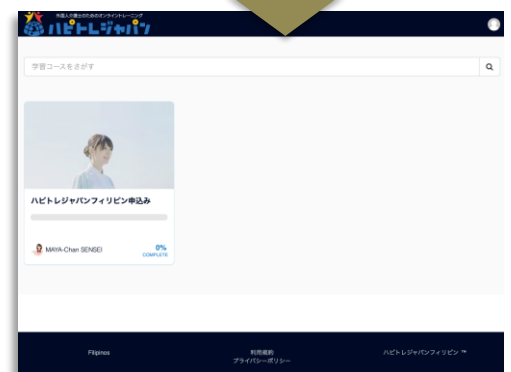 外国人介護士のためのオンライントレーニング
ハピトレジャパン
学習コースをさがす
ハピトレジャパンフィリピン申込み
MAYA-Chan SENSEI
0%
COMPLETE
Filipinos
利用規約
プライバシーポリシー
ハピトレジャパンフィリピン ™